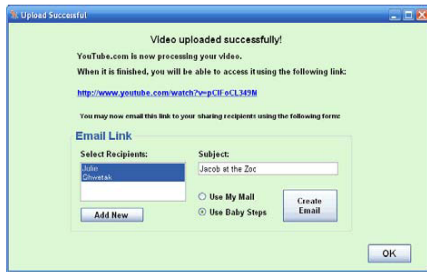 Upload Successful
Video uploaded successfully!
YouTube.com is now processing your video.
When it is finished, you will be able to access it using the following link:
http://www.youtube.com/watch?v=pClFoCL349M
You may now email this link to your sharing recipients using the following form:
Email Link
Select Recipients:
Subject:
Julie
Ghwetak
Jacob at the Zoo
Use My Mail
Use Baby Steps
Create
Email
Add New
OK